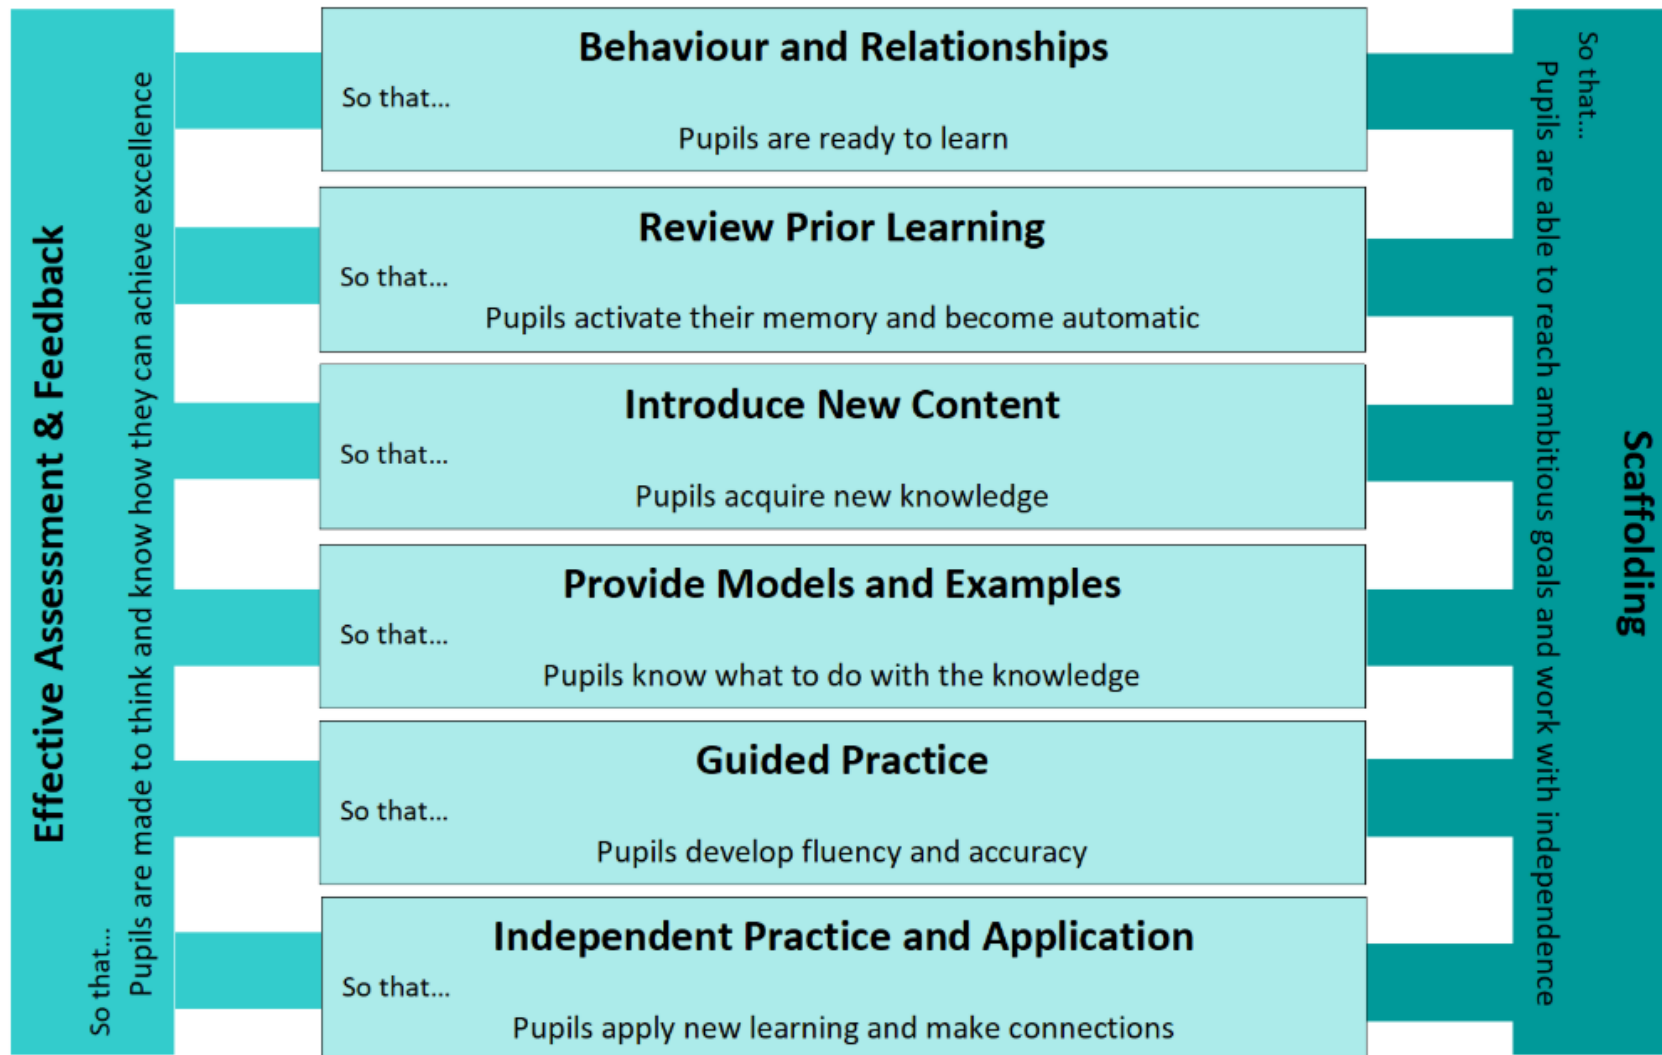 Effective Assessment & Feedback
So that...
Pupils are made to think and know how they can achieve excellence
Behaviour and Relationships
So that...
Pupils are ready to learn
Review Prior Learning
So that...
Pupils activate their memory and become automatic
Introduce New Content
So that...
Pupils acquire new knowledge
Provide Models and Examples
So that...
Pupils know what to do with the knowledge
Guided Practice
So that...
Pupils develop fluency and accuracy
Independent Practice and Application
So that...
Pupils apply new learning and make connections
Scaffolding
So that...
Pupils are able to reach ambitious goals and work with independence